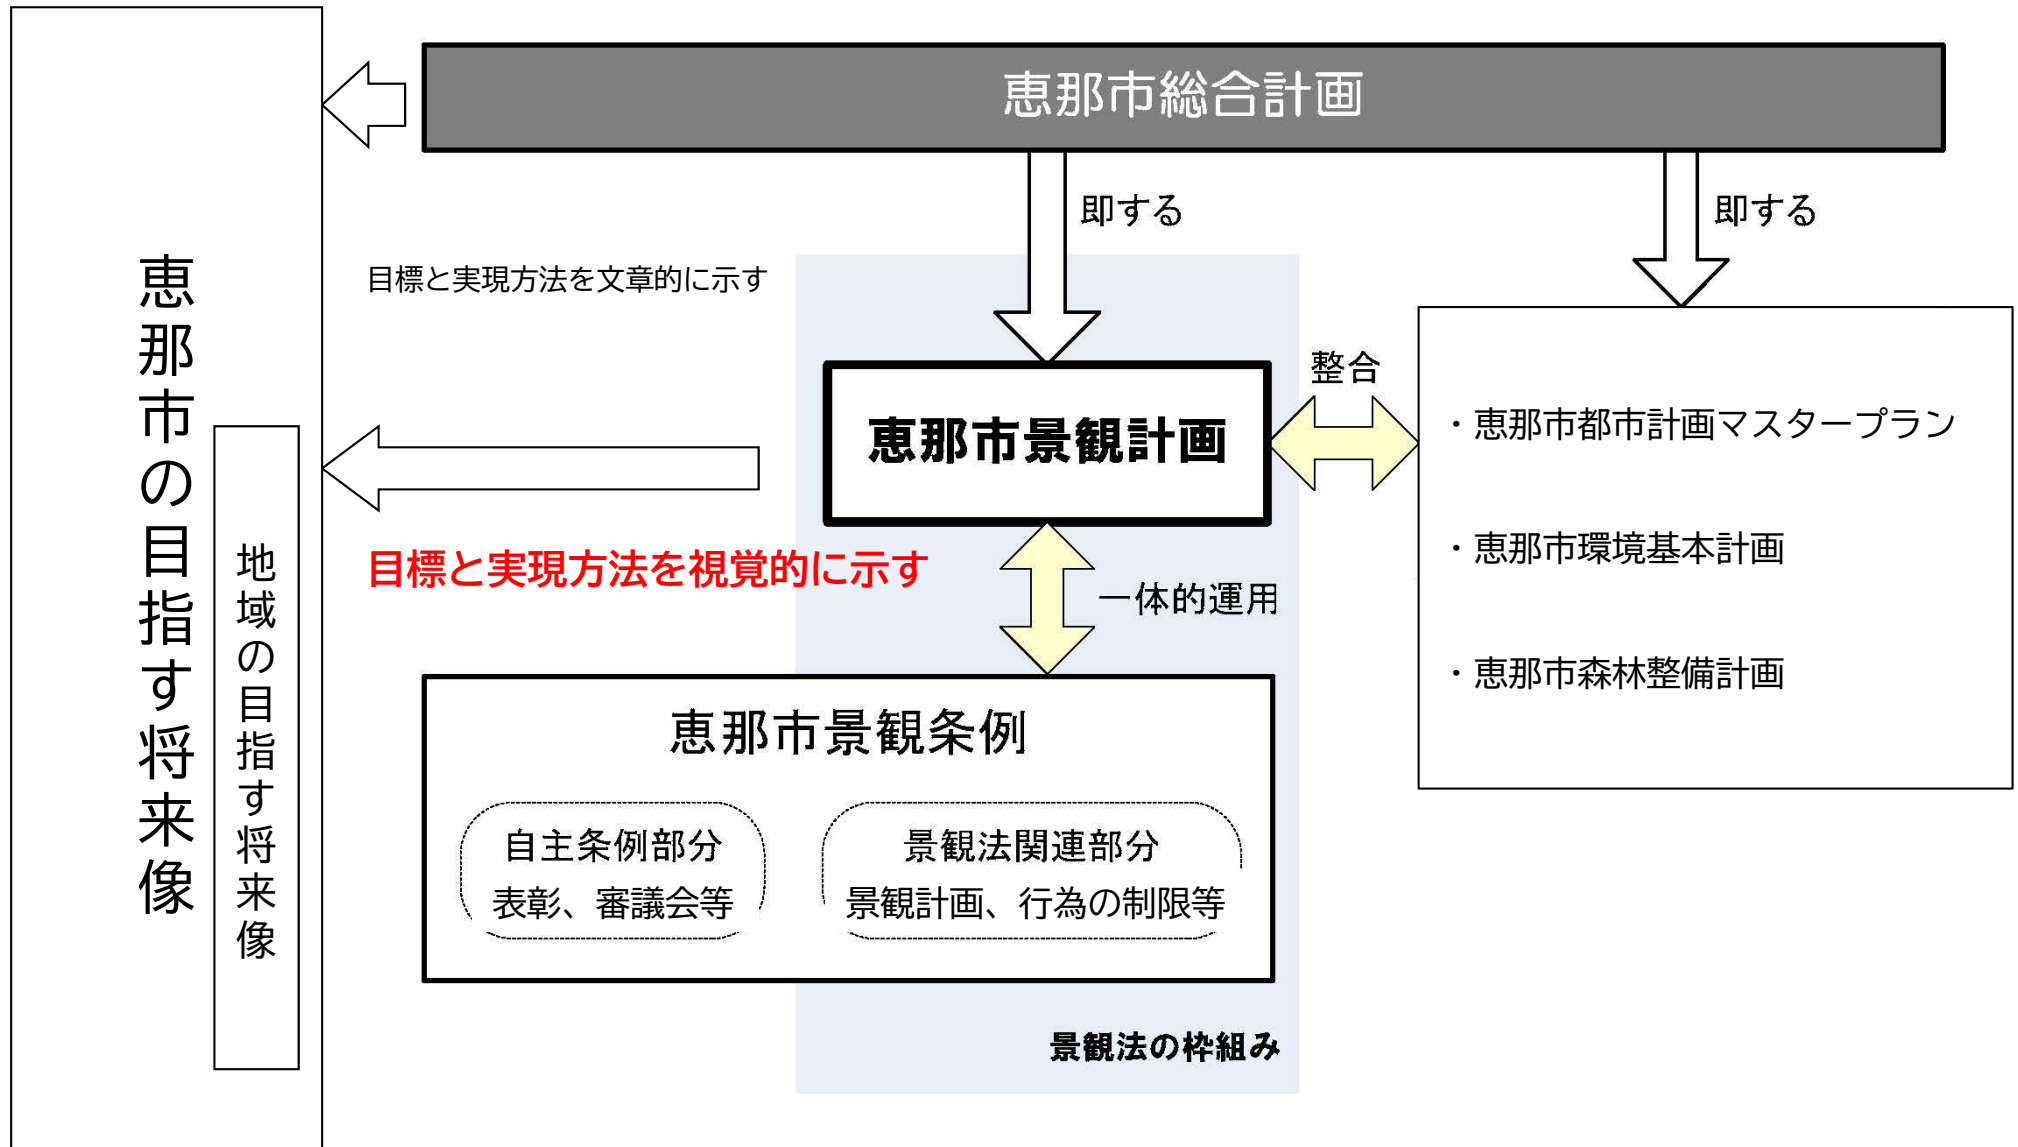 恵那市総合計画
即する
即する
目標と実現方法を文章的に示す
恵那市の目指す将来像
地域の目指す将来像
恵那市景観計画
整合
・恵那市都市計画マスタープラン
・恵那市環境基本計画
・恵那市森林整備計画
目標と実現方法を視覚的に示す
一体的運用
恵那市景観条例
自主条例部分
表彰、審議会等
景観法関連部分
景観計画、行為の制限等
景観法の枠組み